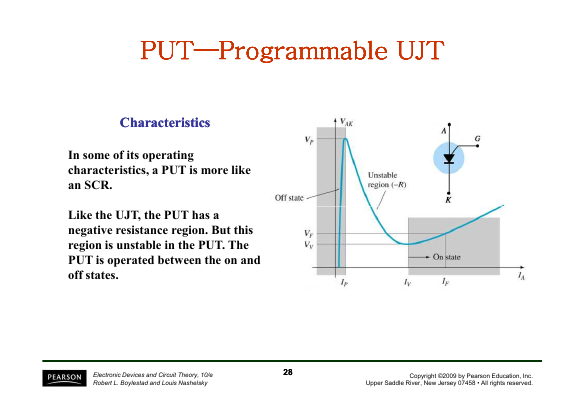 PUT—Programmable UJT
Characteristics
In some of its operating
characteristics, a PUT is more like
an SCR.
Like the UJT, the PUT has a
negative resistance region. But this
region is unstable in the PUT. The
PUT is operated between the on and
off states.
V_AK
V_P
A
G
K
Unstable
region (–R)
Off state
V_F
V_V
On state
I_P
I_V
I_F
I_A
PEARSON
Electronic Devices and Circuit Theory, 10/e
Robert L. Boylestad and Louis Nashelsky
28
Copyright ©2009 by Pearson Education, Inc.
Upper Saddle River, New Jersey 07458 • All rights reserved.